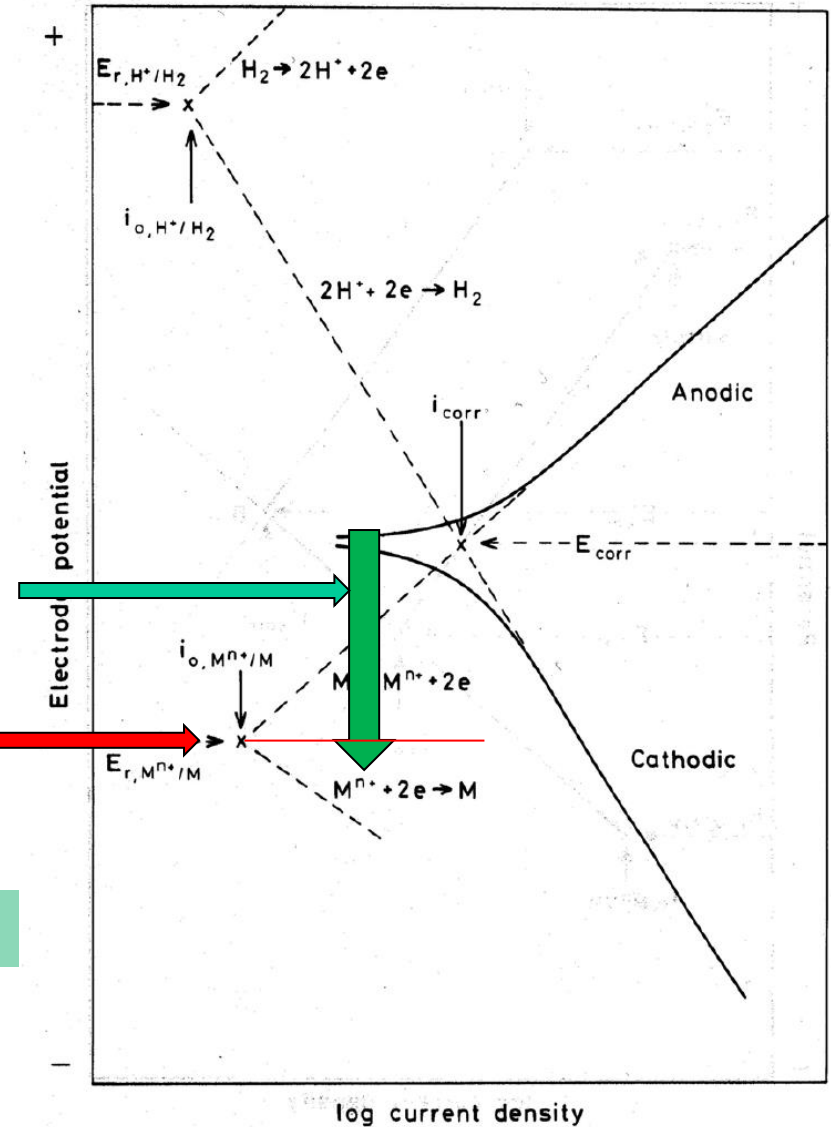 +
E r, H⁺/H₂
H₂ → 2H⁺ + 2e
i o, H⁺/H₂
2H⁺ + 2e → H₂
Anodic
i corr
E corr
Electrode potential
i o, Mⁿ⁺/M
M Mⁿ⁺ + 2e
E r, Mⁿ⁺/M
Cathodic
Mⁿ⁺ + 2e → M
−
log current density